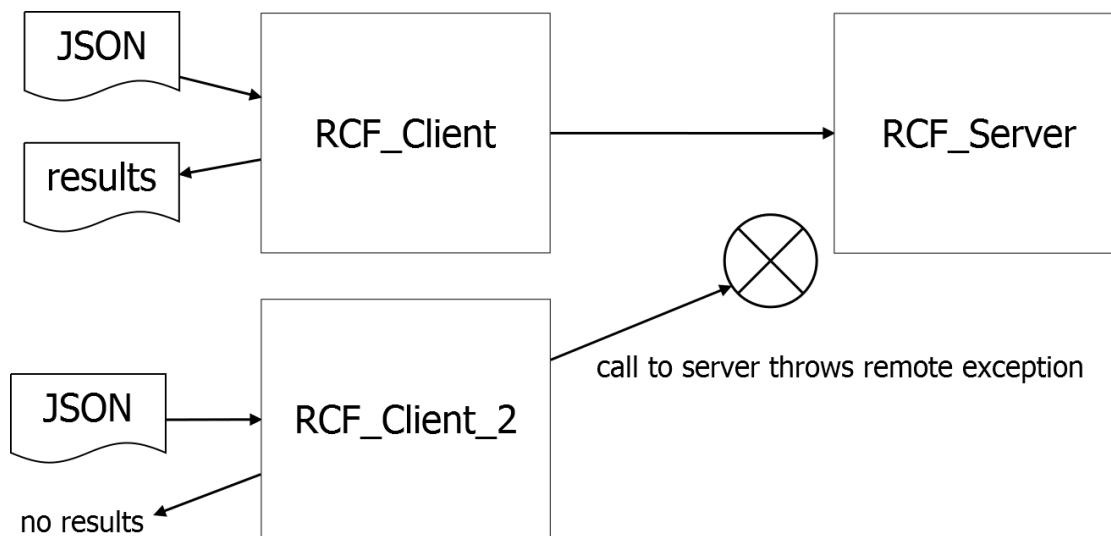 JSON
RCF_Client
RCF_Server
results
call to server throws remote exception
JSON
RCF_Client_2
no results